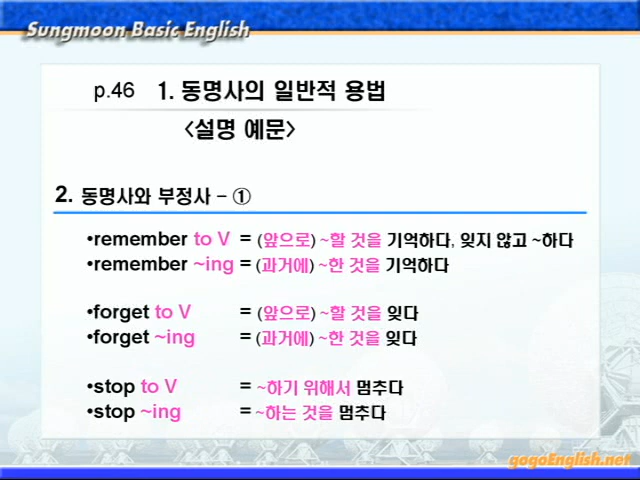 Sungmoon Basic English
p.46 1. 동명사의 일반적 용법
<설명 예문>
2. 동명사와 부정사 – ①
•remember to V = (앞으로) ~할 것을 기억하다, 잊지 않고 ~하다
•remember ~ing = (과거에) ~한 것을 기억하다
•forget to V = (앞으로) ~할 것을 잊다
•forget ~ing = (과거에) ~한 것을 잊다
•stop to V = ~하기 위해서 멈추다
•stop ~ing = ~하는 것을 멈추다
gogoEnglish.net